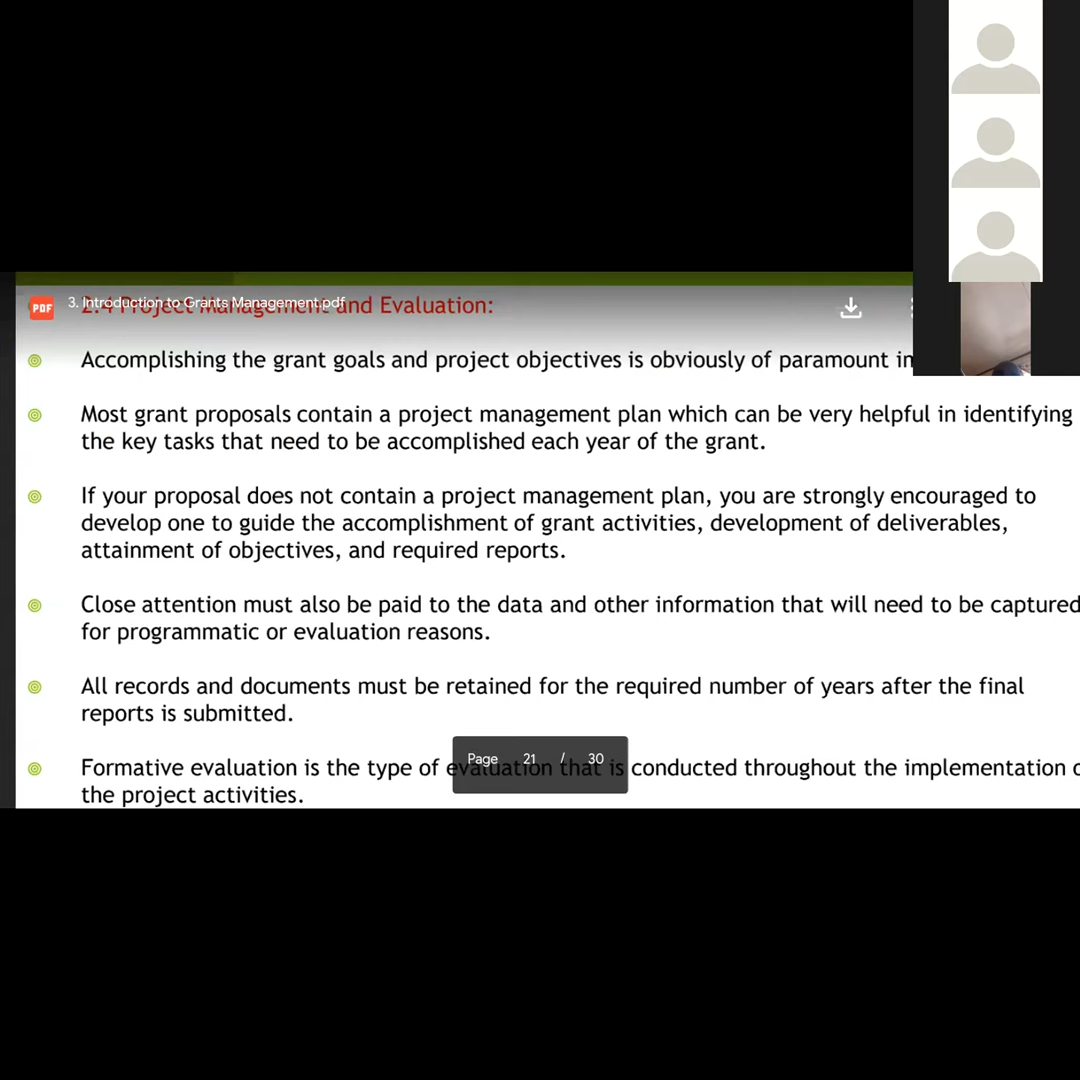 PDF
3. Introduction to Grants Management.pdf
2.4 Project Management and Evaluation:
Accomplishing the grant goals and project objectives is obviously of paramount
Most grant proposals contain a project management plan which can be very helpful in identifying
the key tasks that need to be accomplished each year of the grant.
If your proposal does not contain a project management plan, you are strongly encouraged to
develop one to guide the accomplishment of grant activities, development of deliverables,
attainment of objectives, and required reports.
Close attention must also be paid to the data and other information that will need to be captured
for programmatic or evaluation reasons.
All records and documents must be retained for the required number of years after the final
reports is submitted.
Formative evaluation is the type of evaluation that is conducted throughout the implementation
the project activities.
Page 21 / 30